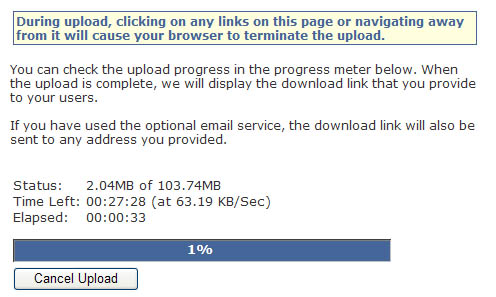 During upload, clicking on any links on this page or navigating away
from it will cause your browser to terminate the upload.
You can check the upload progress in the progress meter below. When
the upload is complete, we will display the download link that you provide
to your users.
If you have used the optional email service, the download link will also be
sent to any address you provided.
Status: 2.04MB of 103.74MB
Time Left: 00:27:28 (at 63.19 KB/Sec)
Elapsed: 00:00:33
1%
Cancel Upload